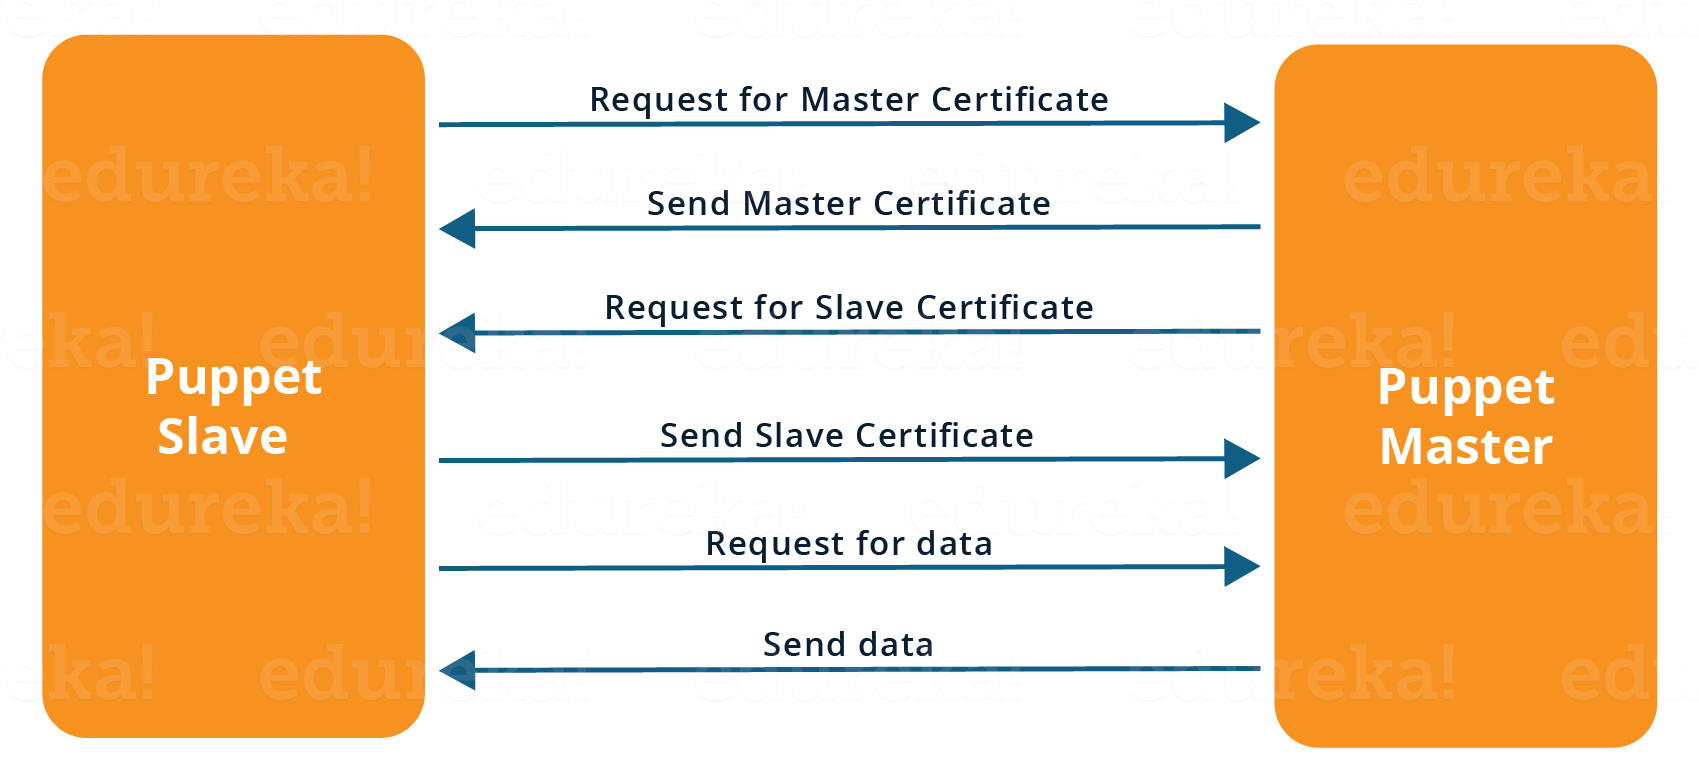 Request for Master Certificate
Send Master Certificate
Request for Slave Certificate
Puppet
Slave
Puppet
Master
Send Slave Certificate
Request for data
Send data
edureka!